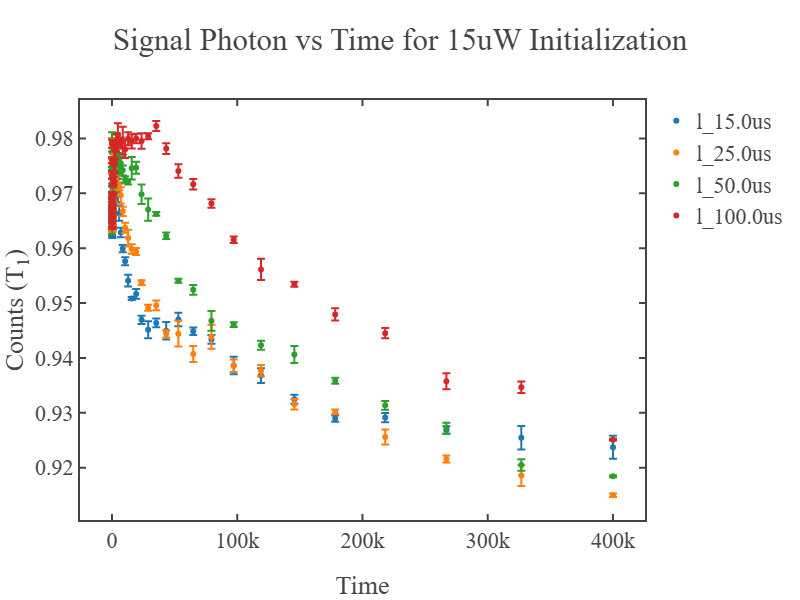 Signal Photon vs Time for 15uW Initialization
l_15.0us
l_25.0us
l_50.0us
l_100.0us
Counts (T₁)
0.98
0.97
0.96
0.95
0.94
0.93
0.92
0
100k
200k
300k
400k
Time